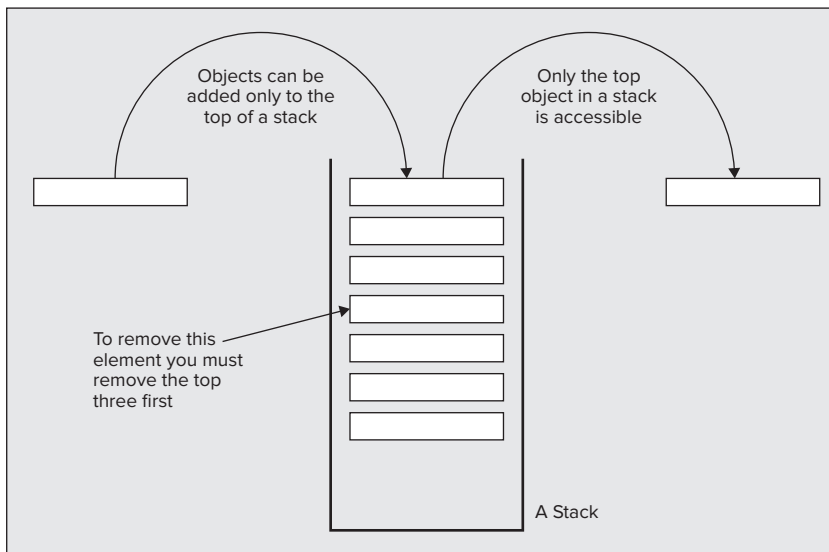 Objects can be
added only to the
top of a stack
Only the top
object in a stack
is accessible
To remove this
element you must
remove the top
three first
A Stack